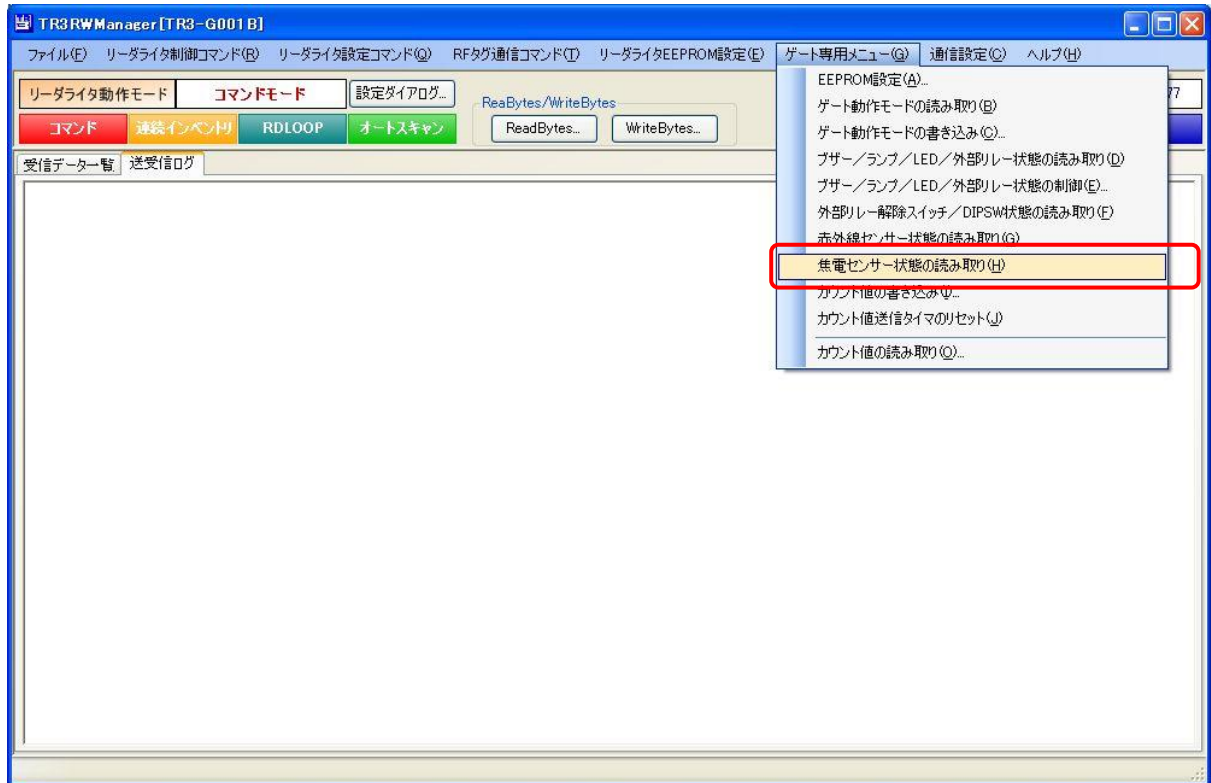 TR3RWManager[TR3-G001B]
ファイル(F) リーダライタ制御コマンド(R) リーダライタ設定コマンド(Q) RFタグ通信コマンド(T) リーダライタEEPROM設定(E) ゲート専用メニュー(G) 通信設定(C) ヘルプ(H)
リーダライタ動作モード コマンドモード 設定ダイアログ...
ReaBytes/WriteBytes
コマンド 連続インベントリ RDLOOP オートスキャン ReadBytes... WriteBytes...
77
受信データ一覧 送受信ログ
EEPROM設定(A)...
ゲート動作モードの読み取り(B)
ゲート動作モードの書き込み(C)...
ブザー/ランプ/LED/外部リレー状態の読み取り(D)
ブザー/ランプ/LED/外部リレー状態の制御(E)...
外部リレー解除スイッチ/DIPSW状態の読み取り(F)
赤外線センサー状態の読み取り(G)
焦電センサー状態の読み取り(H)
カウント値の書き込み(I)...
カウント値送信タイマのリセット(J)
カウント値の読み取り(O)...